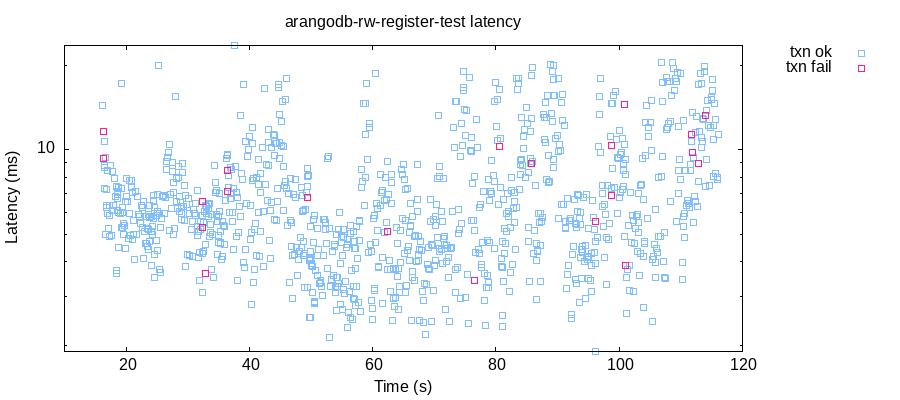 arangodb-rw-register-test latency
txn ok
txn fail
10
Latency (ms)
20 40 60 80 100 120
Time (s)